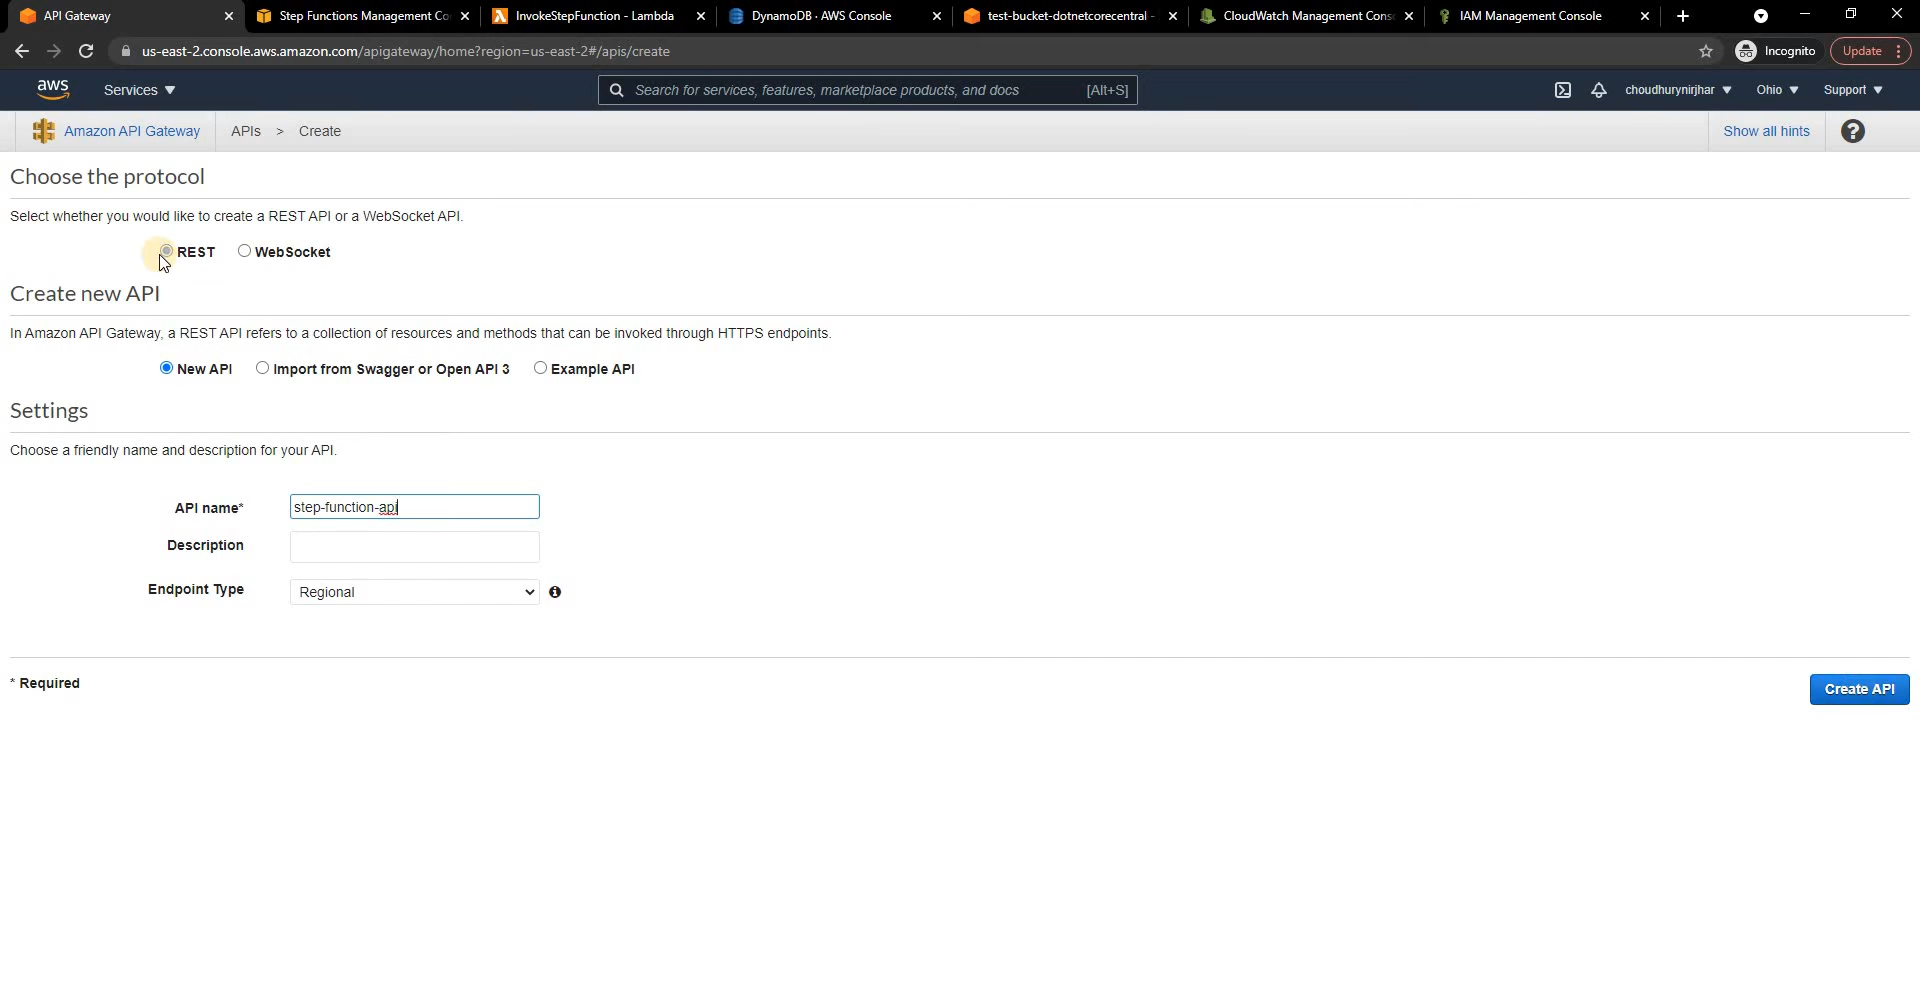 API Gateway
Step Functions Management Co
InvokeStepFunction - Lambda
DynamoDB · AWS Console
test-bucket-dotnetcorecentral -
CloudWatch Management Cons
IAM Management Console
us-east-2.console.aws.amazon.com/apigateway/home?region=us-east-2#/apis/create
Incognito
Update
aws
Services
Search for services, features, marketplace products, and docs
[Alt+S]
choudhurynirjhar
Ohio
Support
Amazon API Gateway
APIs > Create
Show all hints
Choose the protocol
Select whether you would like to create a REST API or a WebSocket API.
REST
WebSocket
Create new API
In Amazon API Gateway, a REST API refers to a collection of resources and methods that can be invoked through HTTPS endpoints.
New API
Import from Swagger or Open API 3
Example API
Settings
Choose a friendly name and description for your API.
API name*
step-function-api
Description
Endpoint Type
Regional
* Required
Create API